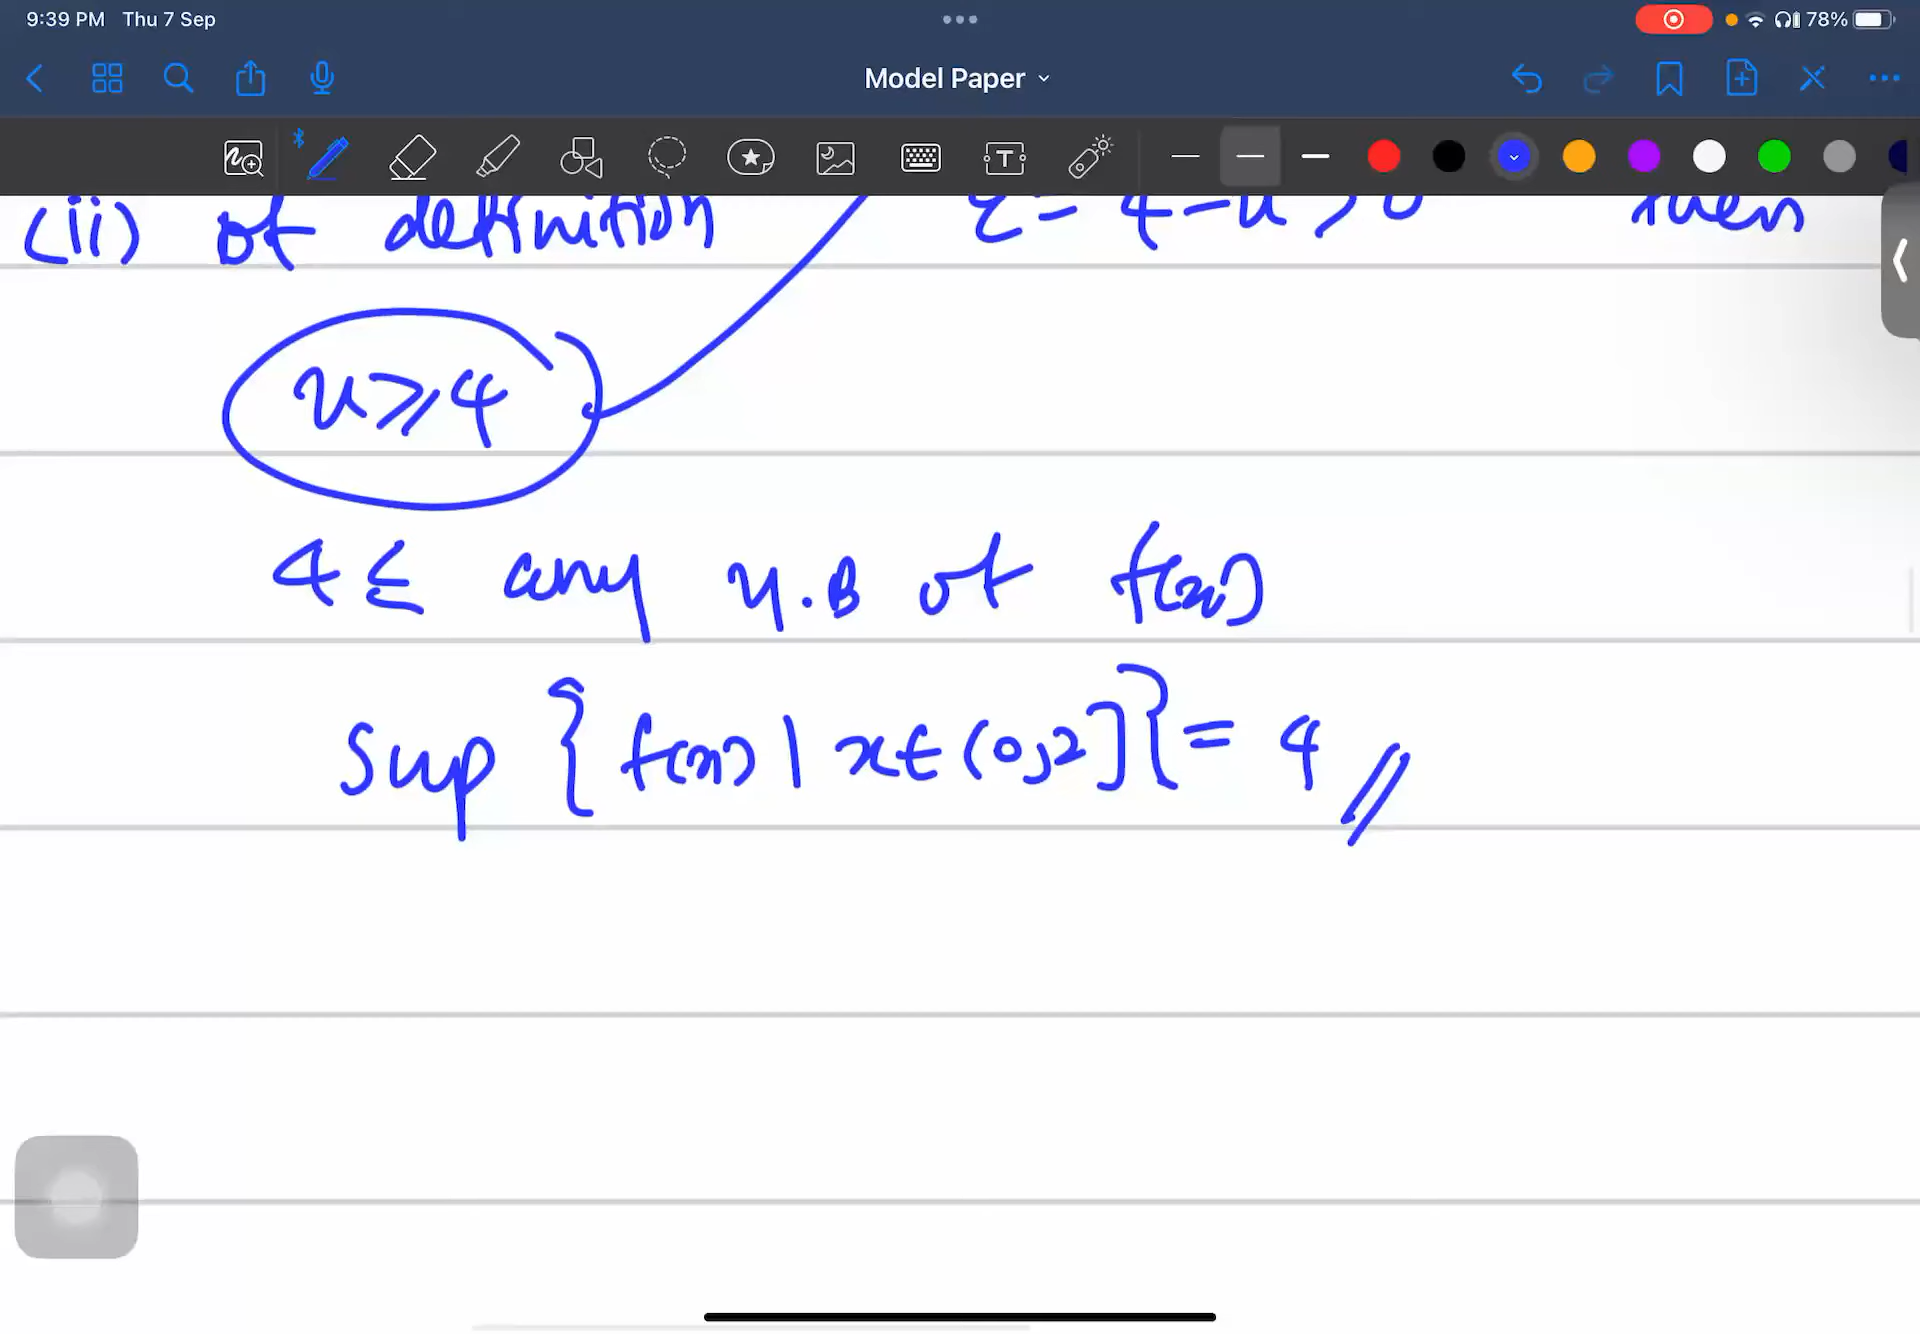 9:39 PM Thu 7 Sep
78%
Model Paper
T
(ii) of definition ε = 4 - u > 0 then
u ⩾ 4
4 ≤ any u.B of f(x)
Sup { f(x) | x ∈ (0,2] } = 4 //